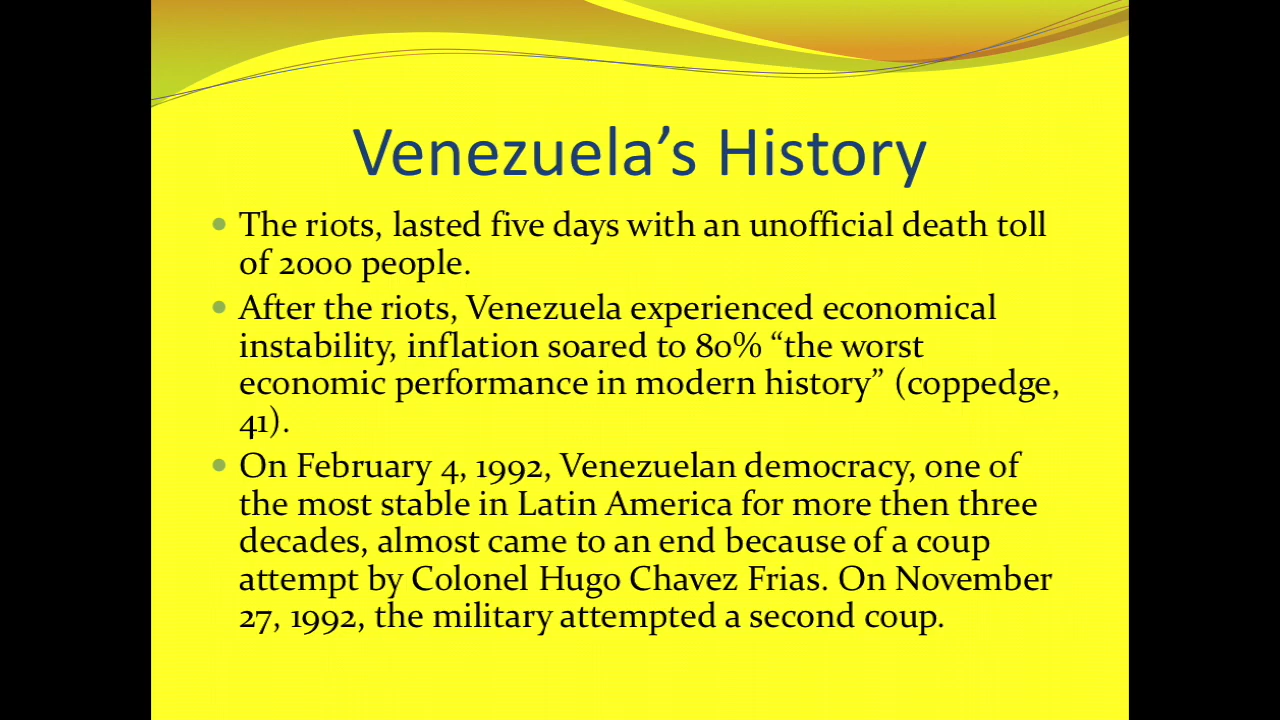 Venezuela’s History
• The riots, lasted five days with an unofficial death toll
of 2000 people.
• After the riots, Venezuela experienced economical
instability, inflation soared to 80% “the worst
economic performance in modern history” (coppedge,
41).
• On February 4, 1992, Venezuelan democracy, one of
the most stable in Latin America for more then three
decades, almost came to an end because of a coup
attempt by Colonel Hugo Chavez Frias. On November
27, 1992, the military attempted a second coup.